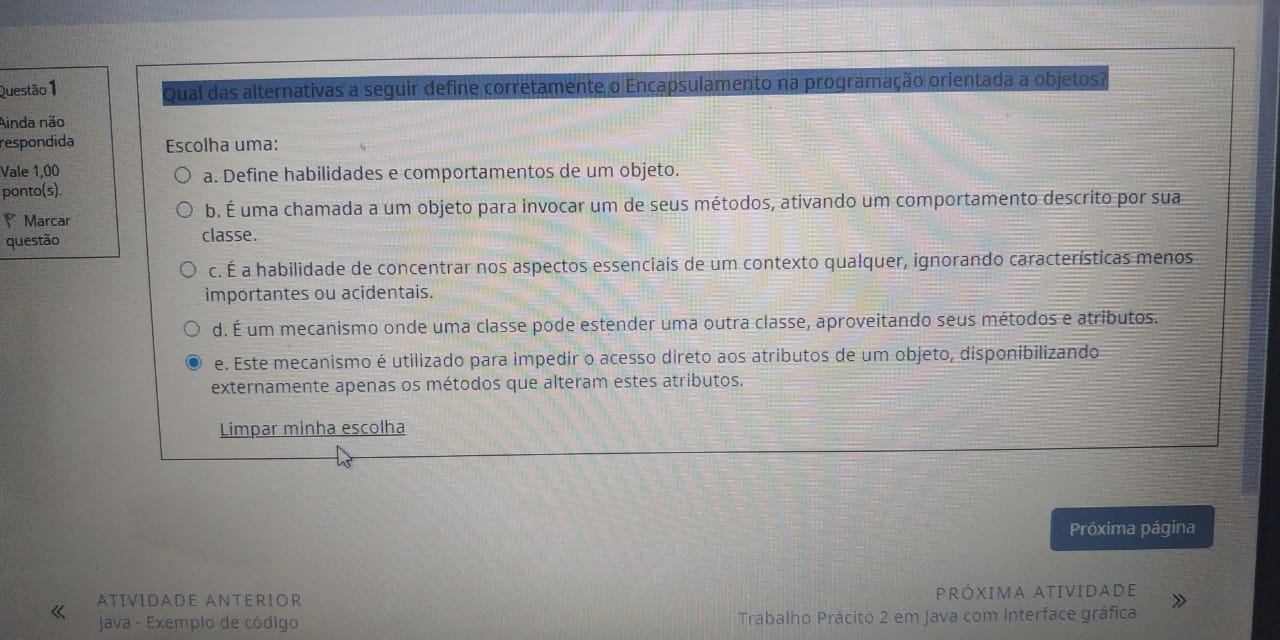 Questão 1
Ainda não
respondida
Vale 1,00
ponto(s).
Marcar
questão
Qual das alternativas a seguir define corretamente o Encapsulamento na programação orientada a objetos?
Escolha uma:
a. Define habilidades e comportamentos de um objeto.
b. É uma chamada a um objeto para invocar um de seus métodos, ativando um comportamento descrito por sua
classe.
c. É a habilidade de concentrar nos aspectos essenciais de um contexto qualquer, ignorando características menos
importantes ou acidentais.
d. É um mecanismo onde uma classe pode estender uma outra classe, aproveitando seus métodos e atributos.
e. Este mecanismo é utilizado para impedir o acesso direto aos atributos de um objeto, disponibilizando
externamente apenas os métodos que alteram estes atributos.
Limpar minha escolha
Próxima página
ATIVIDADE ANTERIOR
Java - Exemplo de código
PRÓXIMA ATIVIDADE
Trabalho Prácito 2 em Java com interface gráfica